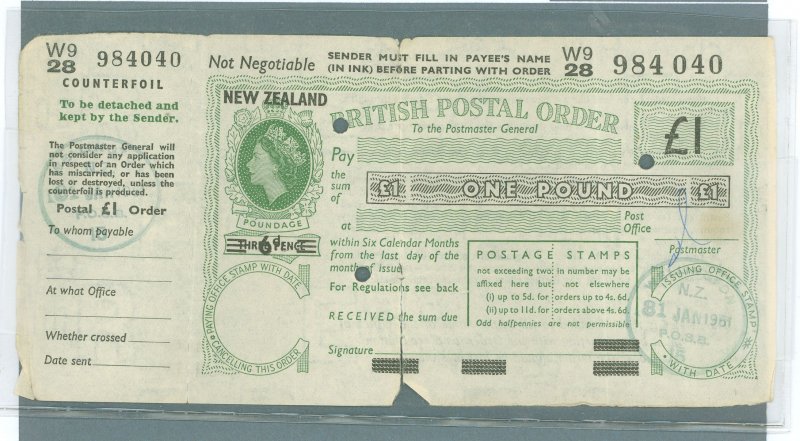 W9
28 984040
COUNTERFOIL
To be detached and
kept by the Sender.
The Postmaster General will
not consider any application
in respect of an Order which
has miscarried, or has been
lost or destroyed, unless the
counterfoil is produced.
Postal £1 Order
To whom payable
At what Office
Whether crossed
Date sent
Not Negotiable
SENDER MUST FILL IN PAYEE'S NAME
(IN INK) BEFORE PARTING WITH ORDER
W9
28 984040
NEW ZEALAND
BRITISH POSTAL ORDER
To the Postmaster General
£1
Pay
the
sum
of
£1 ONE POUND £1
at
Post
Office
Postmaster
POUNDAGE
THREE PENCE
6d
within Six Calendar Months
from the last day of the
month of issue
For Regulations see back
RECEIVED the sum due
Signature
POSTAGE STAMPS
not exceeding two in number may be
affixed here but not elsewhere
(i) up to 5d. for orders up to 4s. 6d.
(ii) up to 11d. for orders above 4s. 6d.
Odd halfpennies are not permissible
PAYING OFFICE STAMP WITH DATE
CANCELLING THIS ORDER
ISSUING OFFICE STAMP
WITH DATE
N.Z.
31 JAN 1961
P.O.S.B.
15